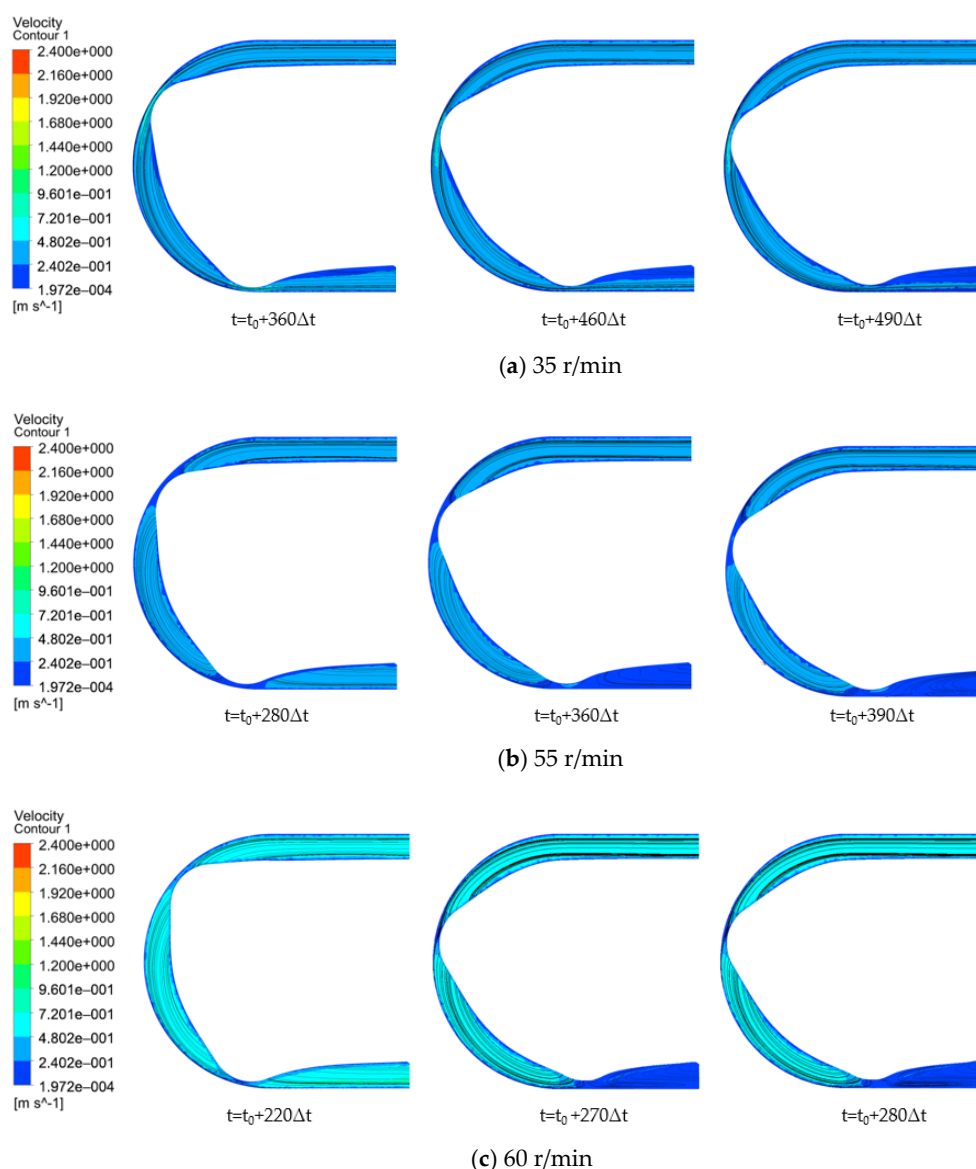 Velocity
Contour 1
2.400e+000
2.160e+000
1.920e+000
1.680e+000
1.440e+000
1.200e+000
9.601e–001
7.201e–001
4.802e–001
2.402e–001
1.972e–004
[m s^-1]
t=t₀+360Δt
t=t₀+460Δt
t=t₀+490Δt
(a) 35 r/min
Velocity
Contour 1
2.400e+000
2.160e+000
1.920e+000
1.680e+000
1.440e+000
1.200e+000
9.601e–001
7.201e–001
4.802e–001
2.402e–001
1.972e–004
[m s^-1]
t=t₀+280Δt
t=t₀+360Δt
t=t₀+390Δt
(b) 55 r/min
Velocity
Contour 1
2.400e+000
2.160e+000
1.920e+000
1.680e+000
1.440e+000
1.200e+000
9.601e–001
7.201e–001
4.802e–001
2.401e–001
1.972e–004
[m s^-1]
t=t₀+220Δt
t=t₀ +270Δt
t=t₀+280Δt
(c) 60 r/min